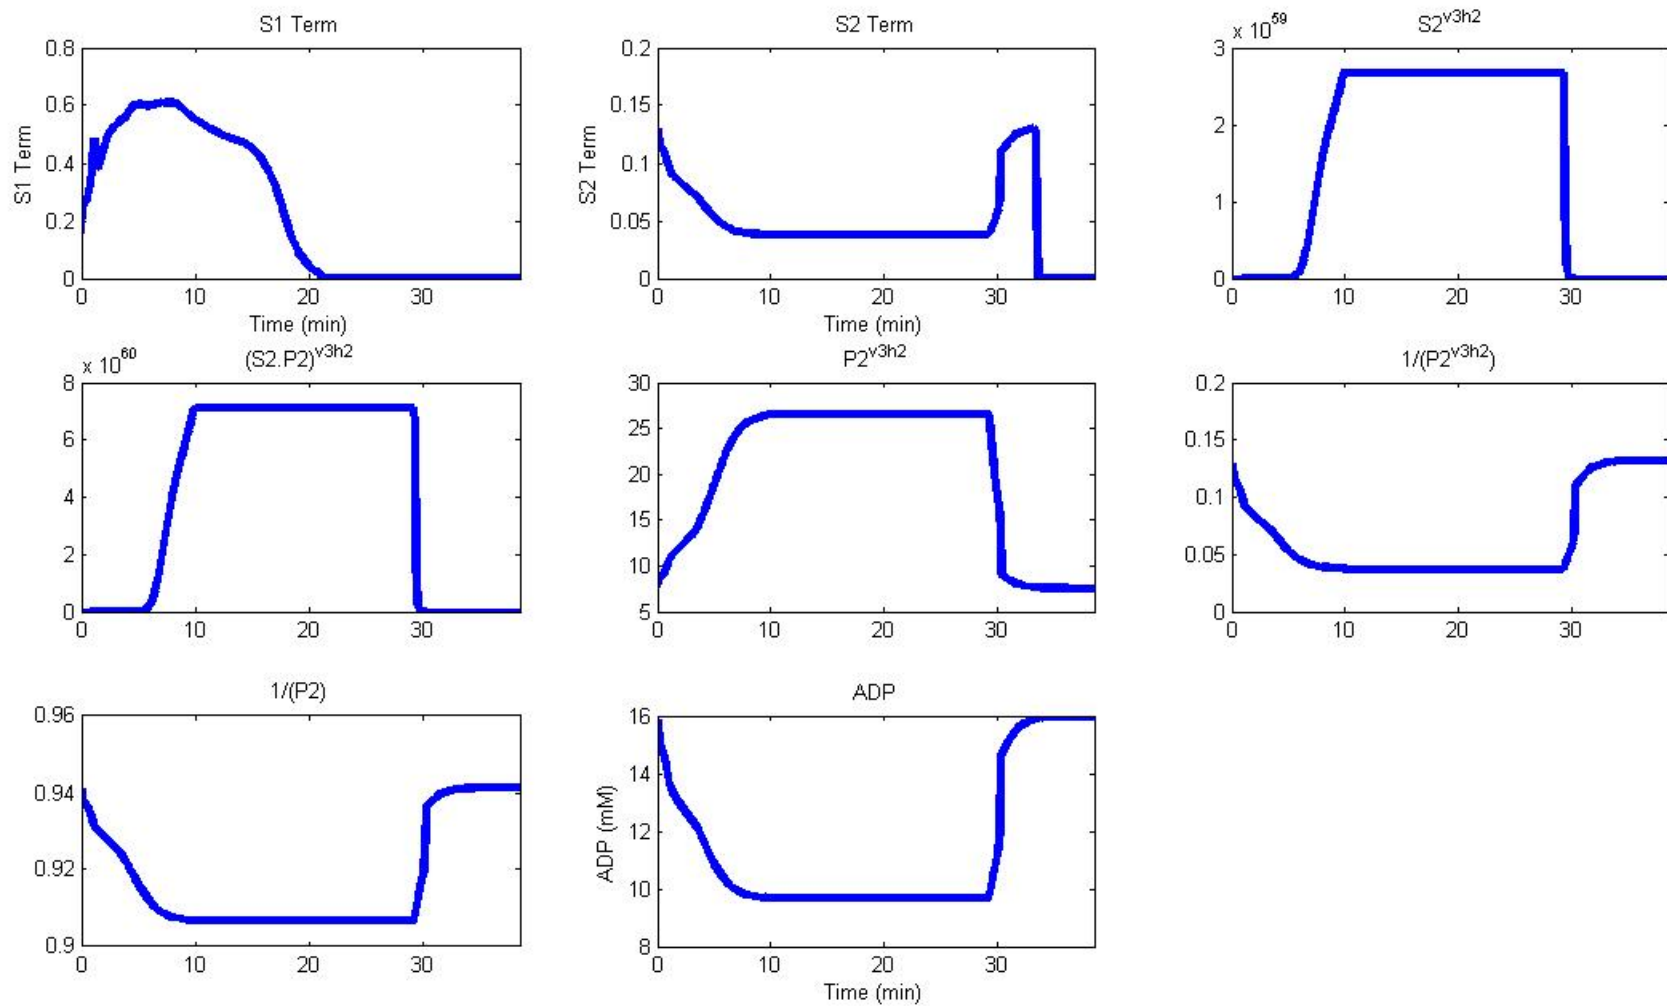 S1 Term
0.8
0.6
0.4
0.2
0
S1 Term
0 10 20 30
Time (min)
S2 Term
0.2
0.15
0.1
0.05
0
S2 Term
0 10 20 30
Time (min)
x 10^59
S2^v3h2
3
2
1
0
0 10 20 30
x 10^60
(S2.P2)^v3h2
8
6
4
2
0
0 10 20 30
P2^v3h2
30
25
20
15
10
5
0 10 20 30
1/(P2^v3h2)
0.2
0.15
0.1
0.05
0
0 10 20 30
1/(P2)
0.96
0.94
0.92
0.9
0 10 20 30
ADP
16
14
12
10
8
ADP (mM)
0 10 20 30
Time (min)